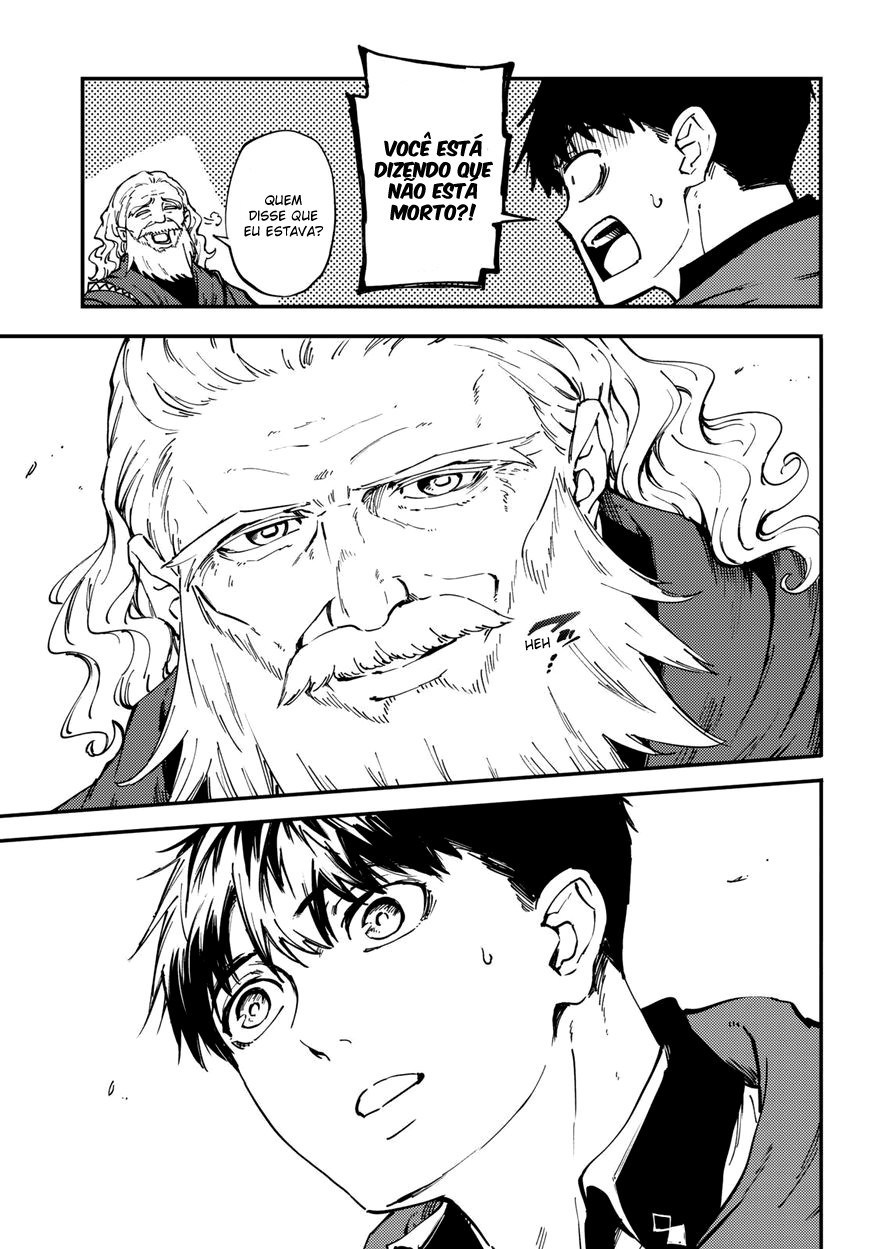 VOCÊ ESTÁ
DIZENDO QUE
NÃO ESTÁ
MORTO?!
QUEM
DISSE QUE
EU ESTAVA?
HEH